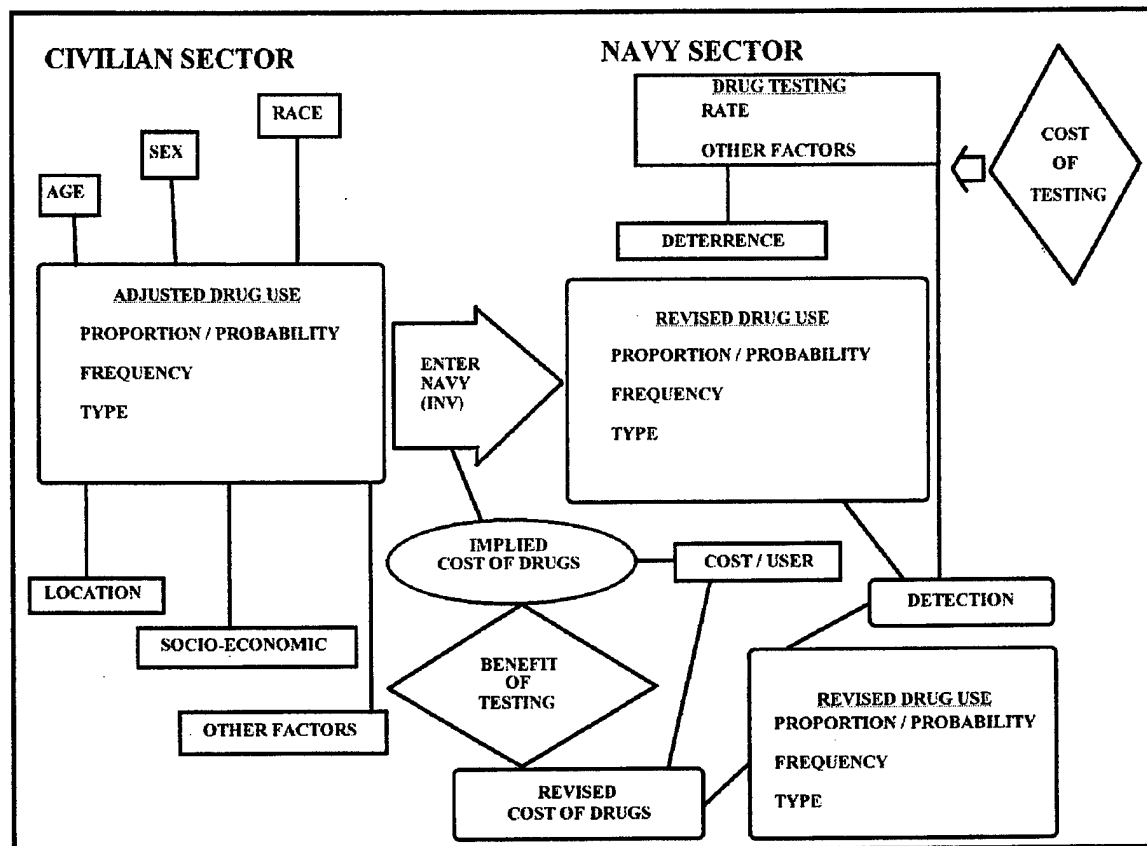 CIVILIAN SECTOR
RACE
SEX
AGE
ADJUSTED DRUG USE
PROPORTION / PROBABILITY
FREQUENCY
TYPE
LOCATION
SOCIO-ECONOMIC
OTHER FACTORS
ENTER
NAVY
(INV)
IMPLIED
COST OF DRUGS
BENEFIT
OF
TESTING
REVISED
COST OF DRUGS
COST / USER
NAVY SECTOR
DRUG TESTING
RATE
OTHER FACTORS
DETERRENCE
COST
OF
TESTING
REVISED DRUG USE
PROPORTION / PROBABILITY
FREQUENCY
TYPE
DETECTION
REVISED DRUG USE
PROPORTION / PROBABILITY
FREQUENCY
TYPE